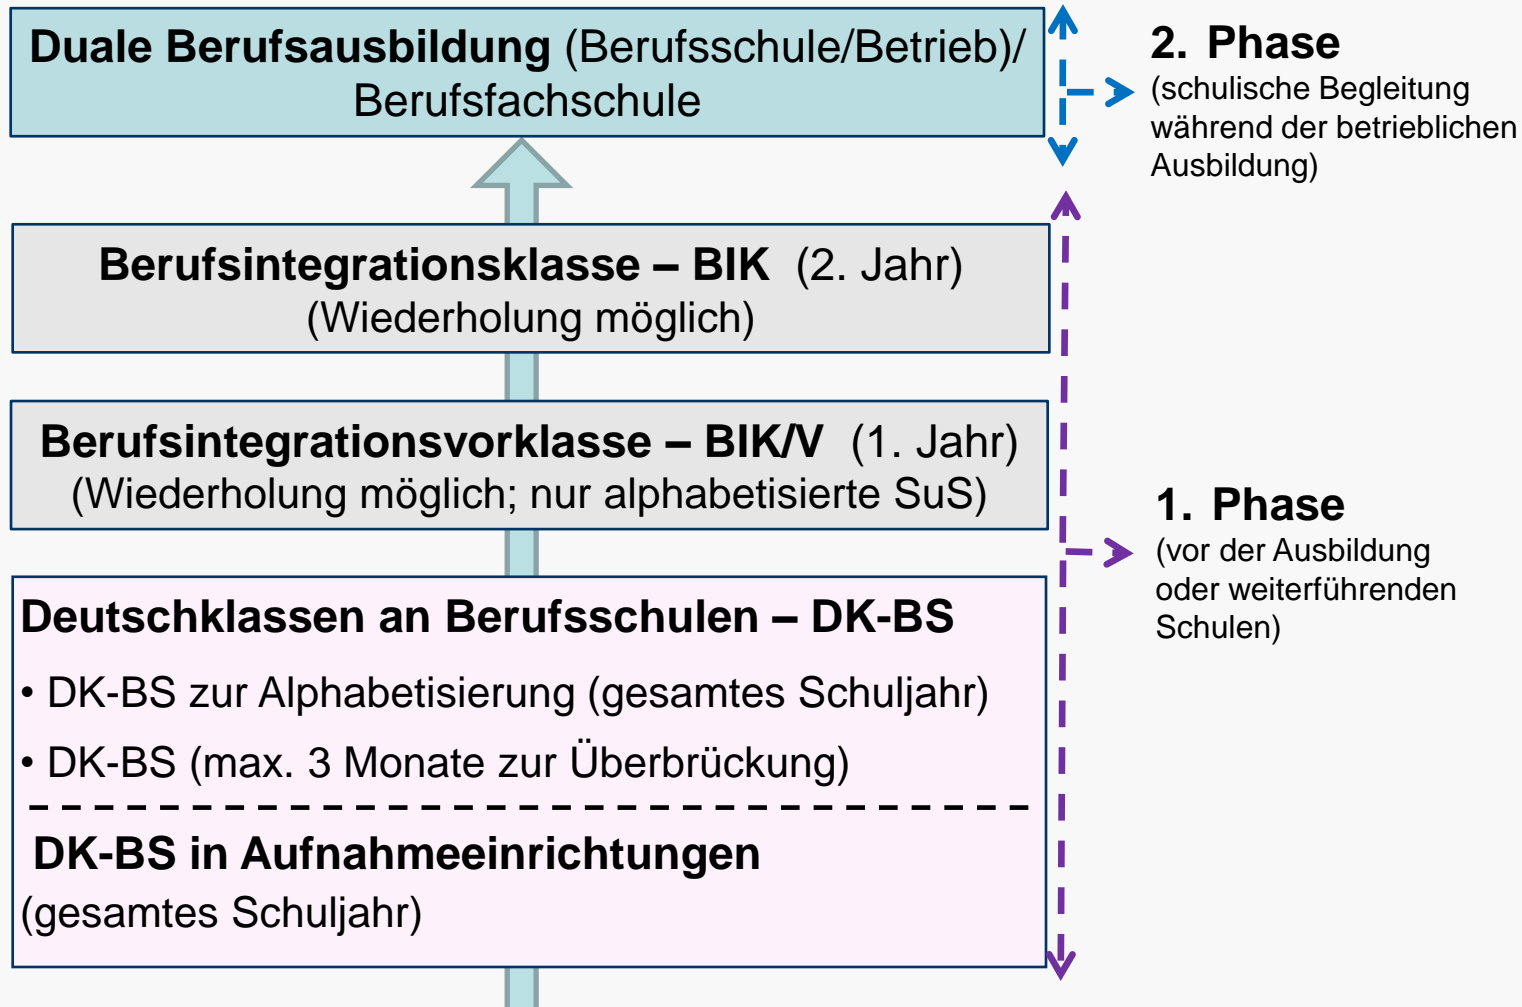 Duale Berufsausbildung (Berufsschule/Betrieb)/
Berufsfachschule
2. Phase
(schulische Begleitung
während der betrieblichen
Ausbildung)
Berufsintegrationsklasse – BIK (2. Jahr)
(Wiederholung möglich)
Berufsintegrationsvorklasse – BIK/V (1. Jahr)
(Wiederholung möglich; nur alphabetisierte SuS)
1. Phase
(vor der Ausbildung
oder weiterführenden
Schulen)
Deutschklassen an Berufsschulen – DK-BS
• DK-BS zur Alphabetisierung (gesamtes Schuljahr)
• DK-BS (max. 3 Monate zur Überbrückung)
DK-BS in Aufnahmeeinrichtungen
(gesamtes Schuljahr)